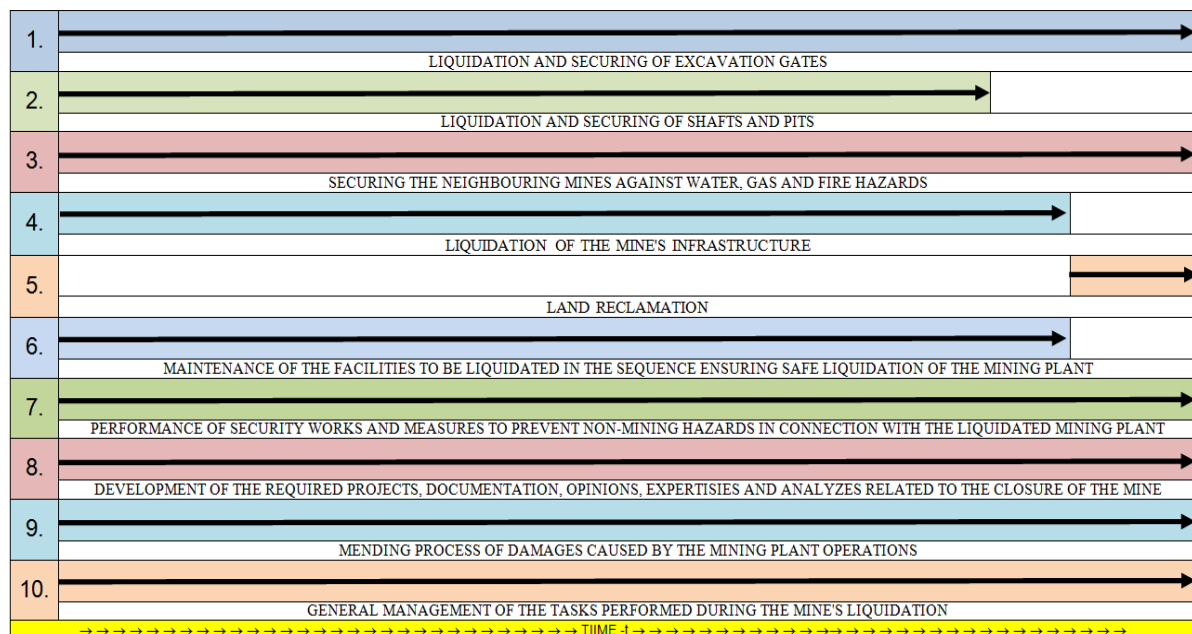 1.
LIQUIDATION AND SECURING OF EXCAVATION GATES
2.
LIQUIDATION AND SECURING OF SHAFTS AND PITS
3.
SECURING THE NEIGHBOURING MINES AGAINST WATER, GAS AND FIRE HAZARDS
4.
LIQUIDATION OF THE MINE'S INFRASTRUCTURE
5.
LAND RECLAMATION
6.
MAINTENANCE OF THE FACILITIES TO BE LIQUIDATED IN THE SEQUENCE ENSURING SAFE LIQUIDATION OF THE MINING PLANT
7.
PERFORMANCE OF SECURITY WORKS AND MEASURES TO PREVENT NON-MINING HAZARDS IN CONNECTION WITH THE LIQUIDATED MINING PLANT
8.
DEVELOPMENT OF THE REQUIRED PROJECTS, DOCUMENTATION, OPINIONS, EXPERTISIES AND ANALYZES RELATED TO THE CLOSURE OF THE MINE
9.
MENDING PROCESS OF DAMAGES CAUSED BY THE MINING PLANT OPERATIONS
10.
GENERAL MANAGEMENT OF THE TASKS PERFORMED DURING THE MINE'S LIQUIDATION
→→→→→→→→→→→→→→→→→→→→→→→→→→→→→→ TIIME -t →→→→→→→→→→→→→→→→→→→→→→→→→→→→→→